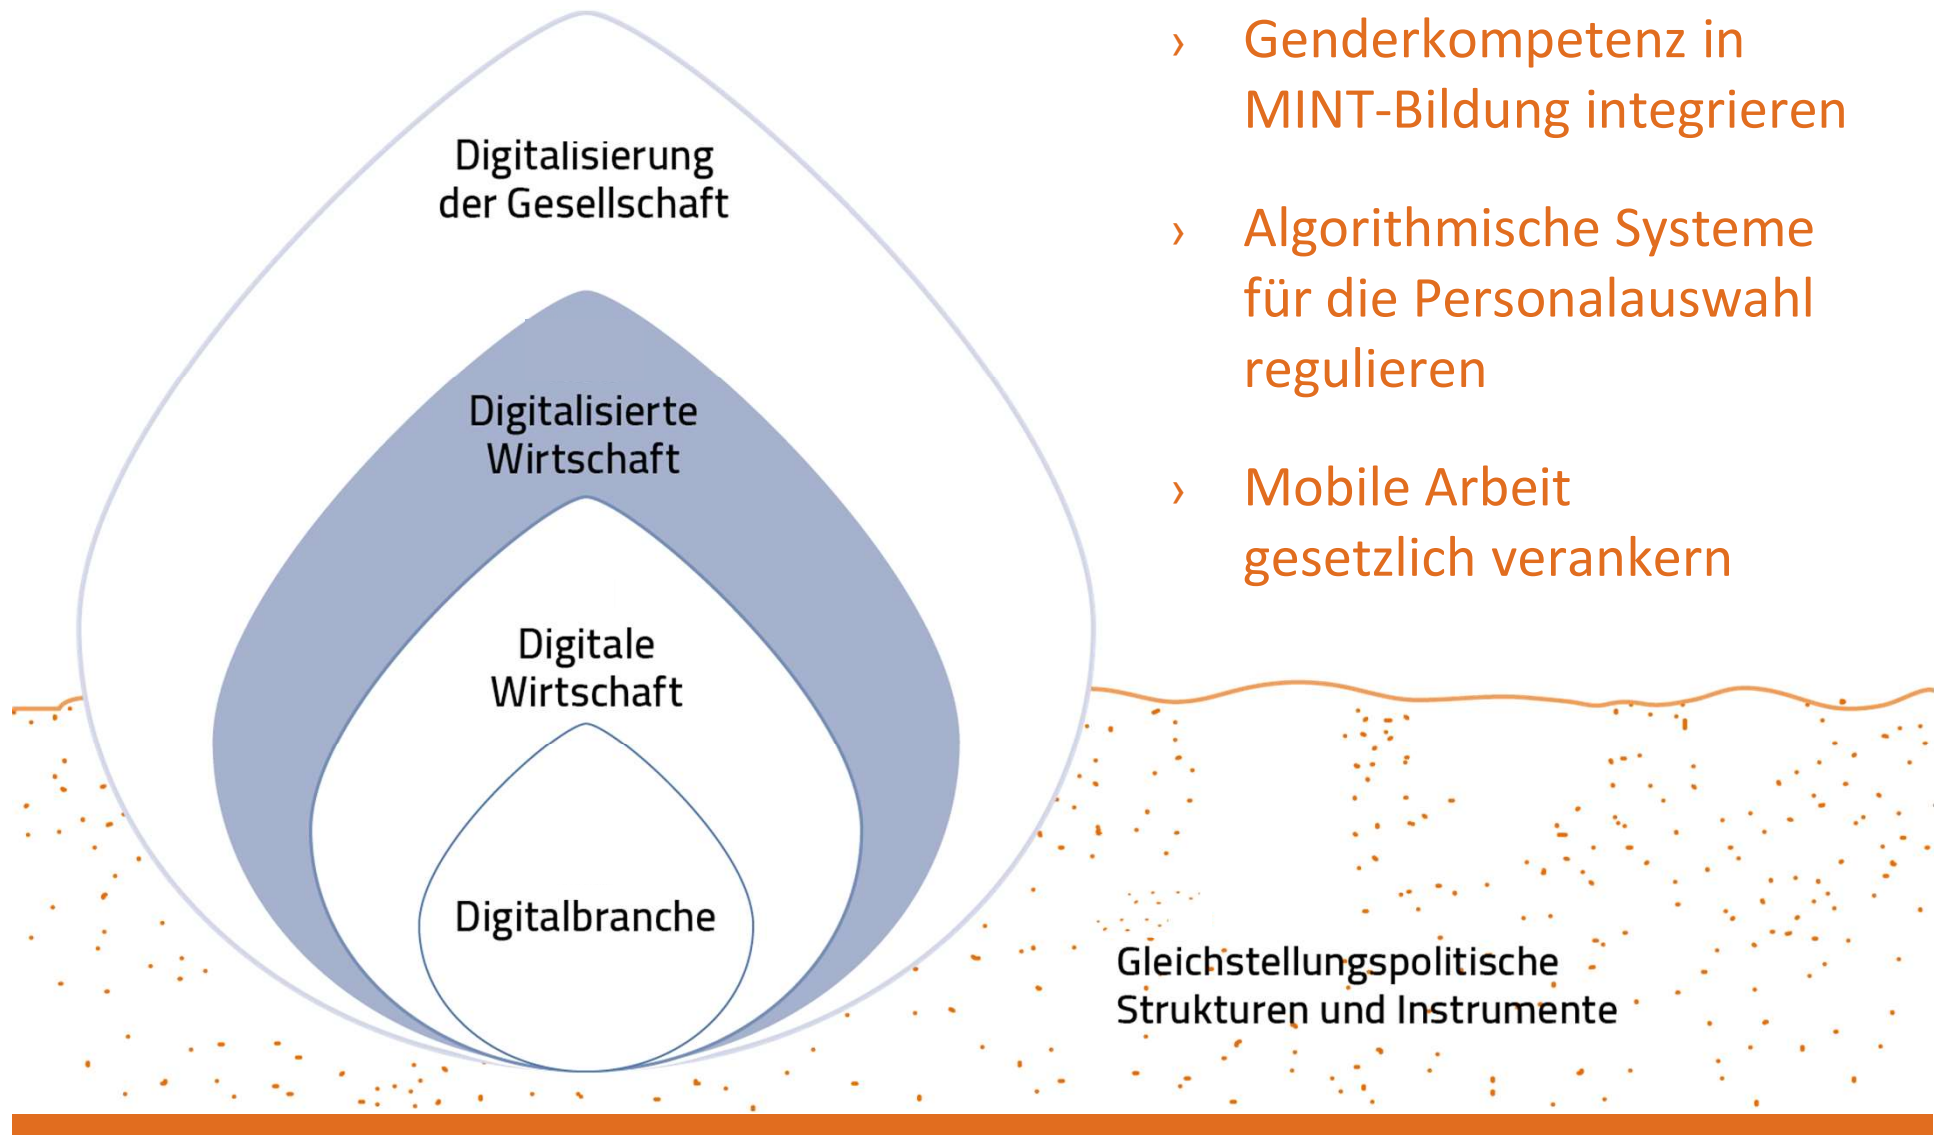 Digitalisierung
der Gesellschaft
Digitalisierte
Wirtschaft
Digitale
Wirtschaft
Digitalbranche
› Genderkompetenz in
MINT-Bildung integrieren
› Algorithmische Systeme
für die Personalauswahl
regulieren
› Mobile Arbeit
gesetzlich verankern
Gleichstellungspolitische
Strukturen und Instrumente